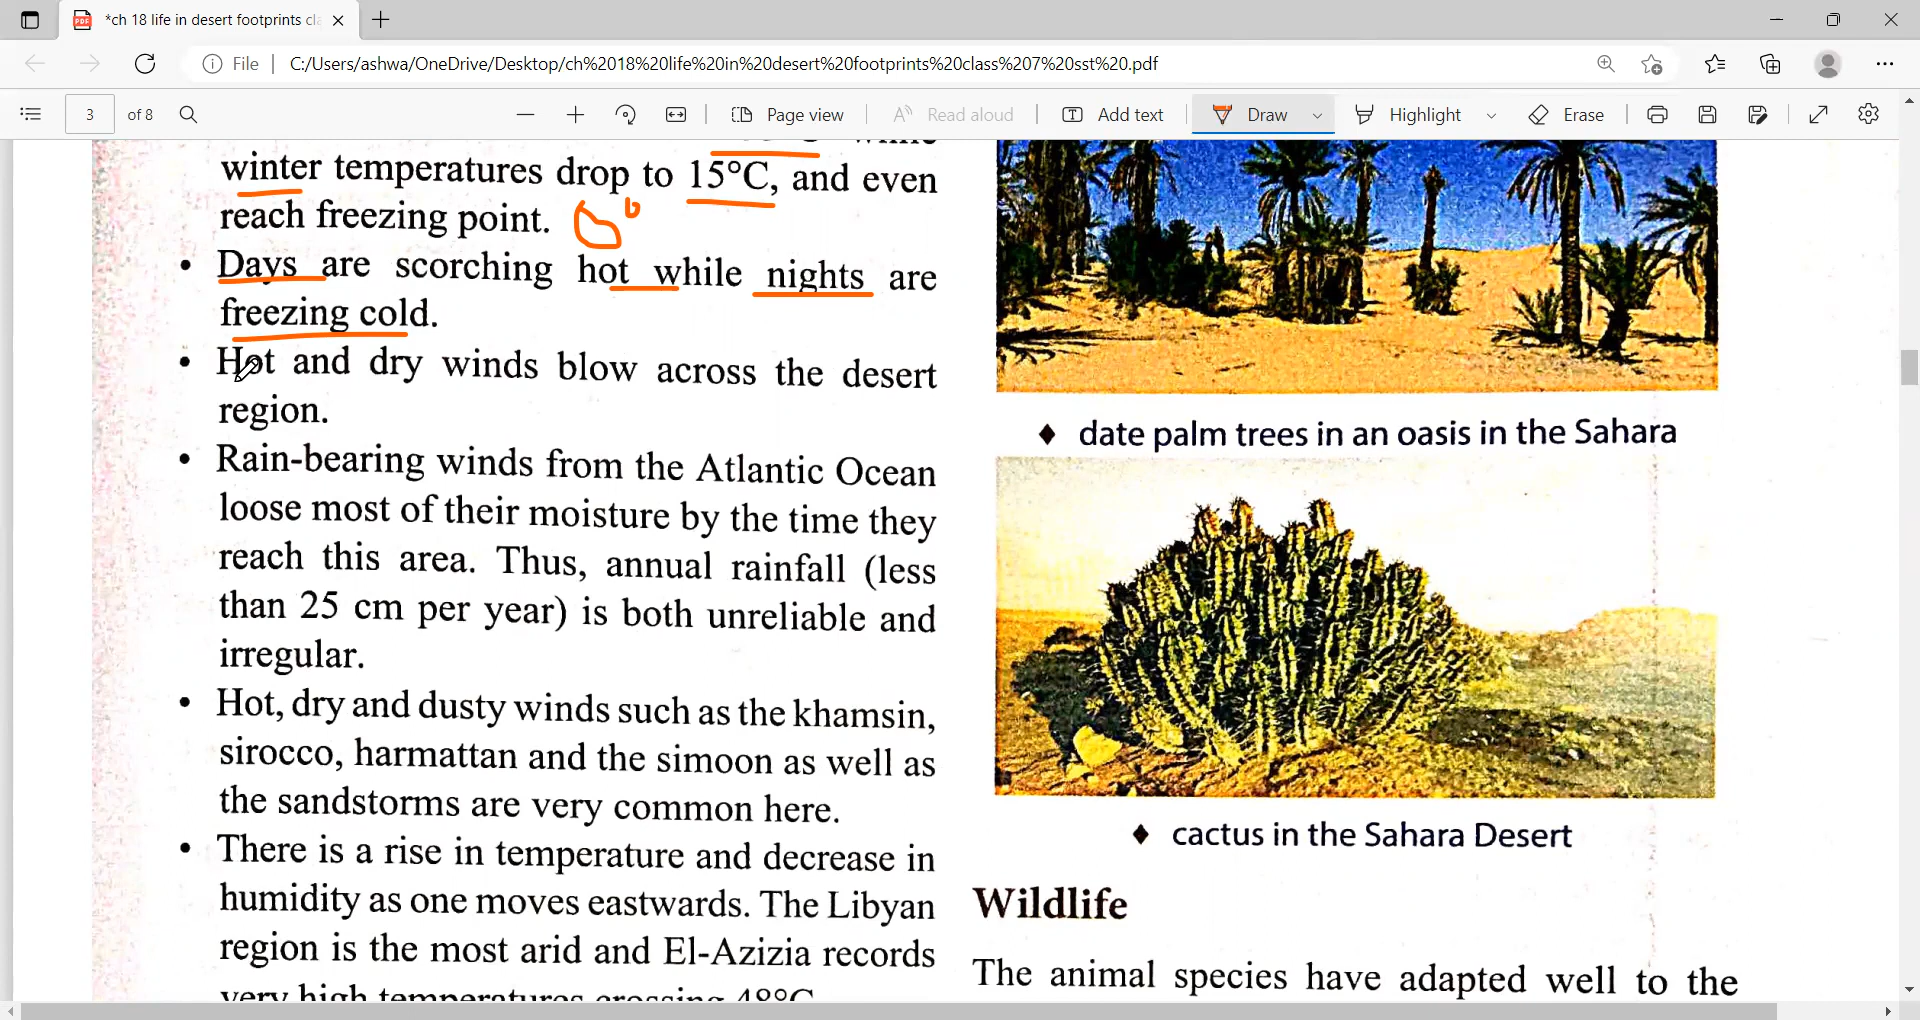 *ch 18 life in desert footprints cla
File
C:/Users/ashwa/OneDrive/Desktop/ch%2018%20life%20in%20desert%20footprints%20class%207%20sst%20.pdf
3 of 8
Page view
Read aloud
Add text
Draw
Highlight
Erase
winter temperatures drop to 15°C, and even
reach freezing point.
• Days are scorching hot while nights are
freezing cold.
• Hot and dry winds blow across the desert
region.
• Rain-bearing winds from the Atlantic Ocean
loose most of their moisture by the time they
reach this area. Thus, annual rainfall (less
than 25 cm per year) is both unreliable and
irregular.
• Hot, dry and dusty winds such as the khamsin,
sirocco, harmattan and the simoon as well as
the sandstorms are very common here.
• There is a rise in temperature and decrease in
humidity as one moves eastwards. The Libyan
region is the most arid and El-Azizia records
very high temperatures crossing 48°C
♦ date palm trees in an oasis in the Sahara
♦ cactus in the Sahara Desert
Wildlife
The animal species have adapted well to the